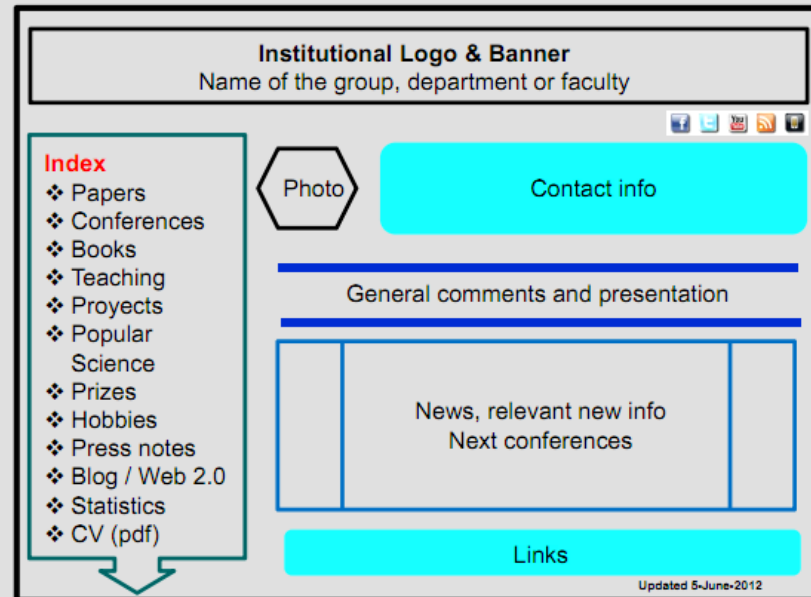 Institutional Logo & Banner
Name of the group, department or faculty
You
Index
❖ Papers
❖ Conferences
❖ Books
❖ Teaching
❖ Proyects
❖ Popular
Science
❖ Prizes
❖ Hobbies
❖ Press notes
❖ Blog / Web 2.0
❖ Statistics
❖ CV (pdf)
Photo
Contact info
General comments and presentation
News, relevant new info
Next conferences
Links
Updated 5-June-2012